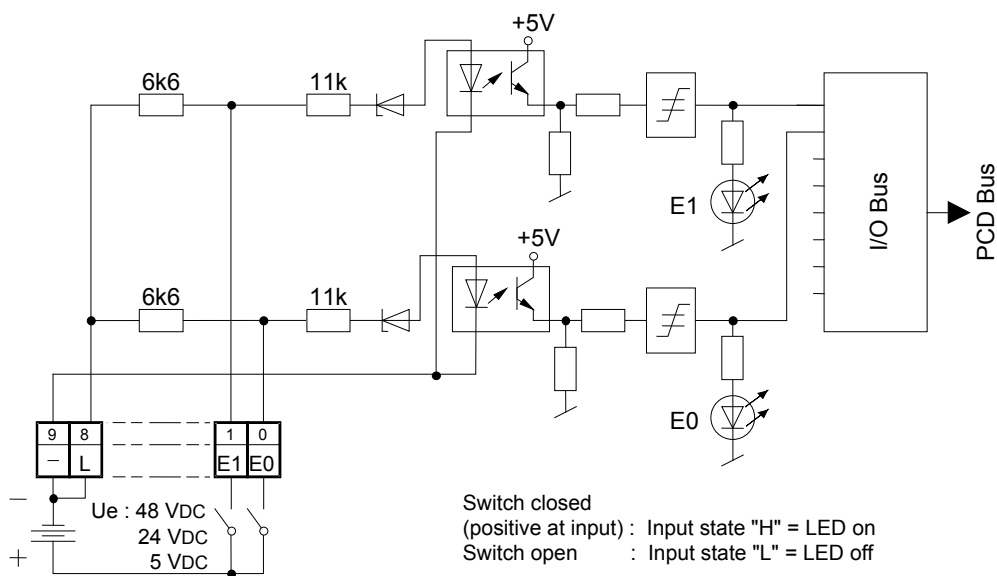 +5V
6k6
11k
E1
I/O Bus
PCD Bus
+5V
6k6
11k
E0
9 8 1 0
– L E1 E0
–
+
Ue : 48 VDC
24 VDC
5 VDC
Switch closed
(positive at input) : Input state "H" = LED on
Switch open : Input state "L" = LED off